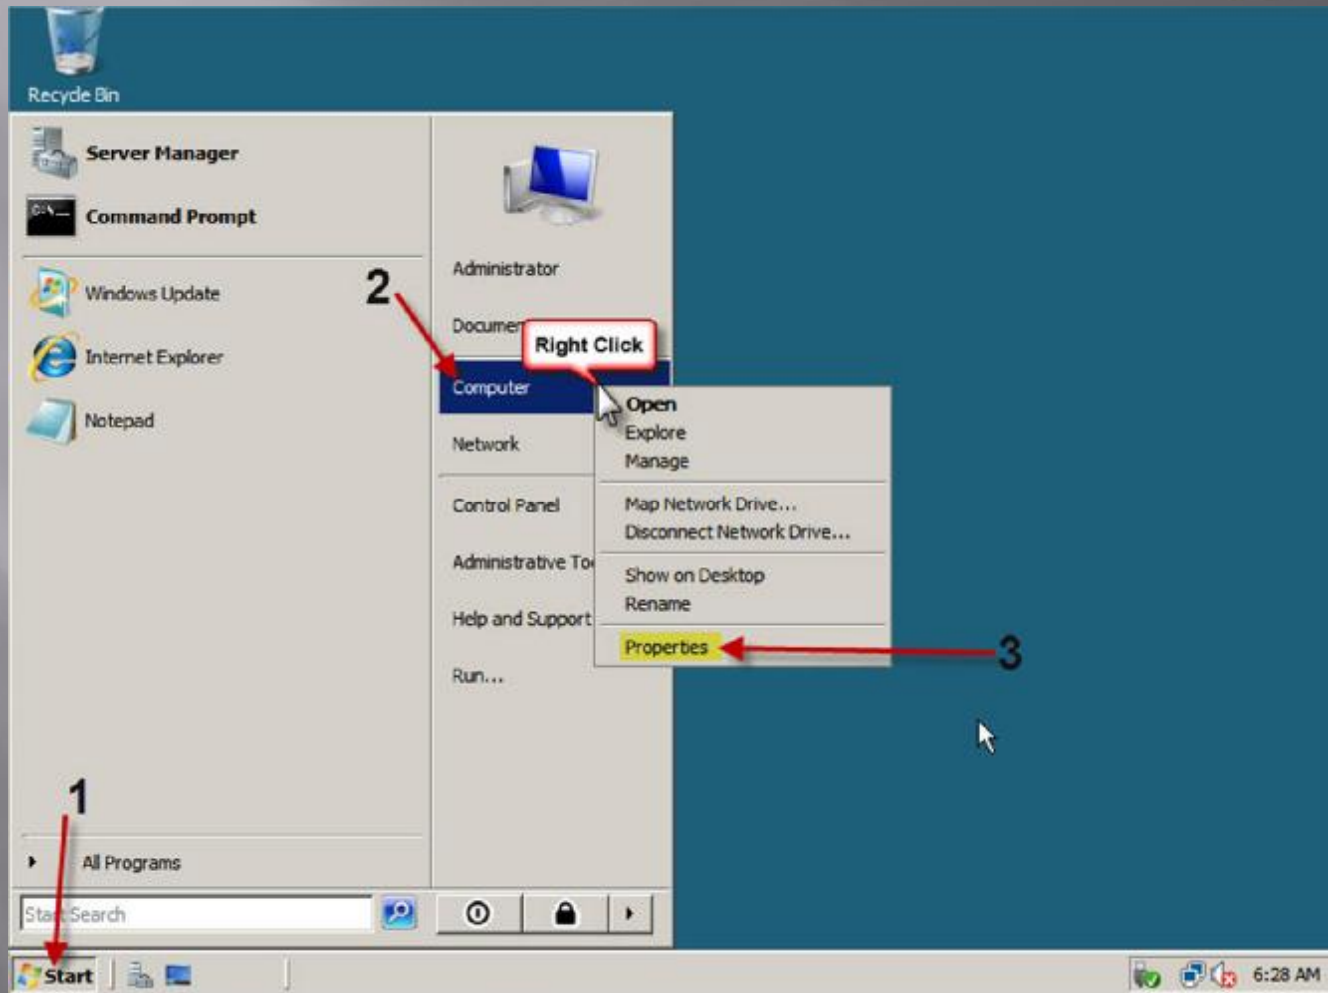 Recycle Bin
Server Manager
Command Prompt
Windows Update
Internet Explorer
Notepad
All Programs
Start Search
Administrator
Documen
Computer
Network
Control Panel
Administrative Too
Help and Support
Run...
Right Click
Open
Explore
Manage
Map Network Drive...
Disconnect Network Drive...
Show on Desktop
Rename
Properties
1
2
3
Start
6:28 AM